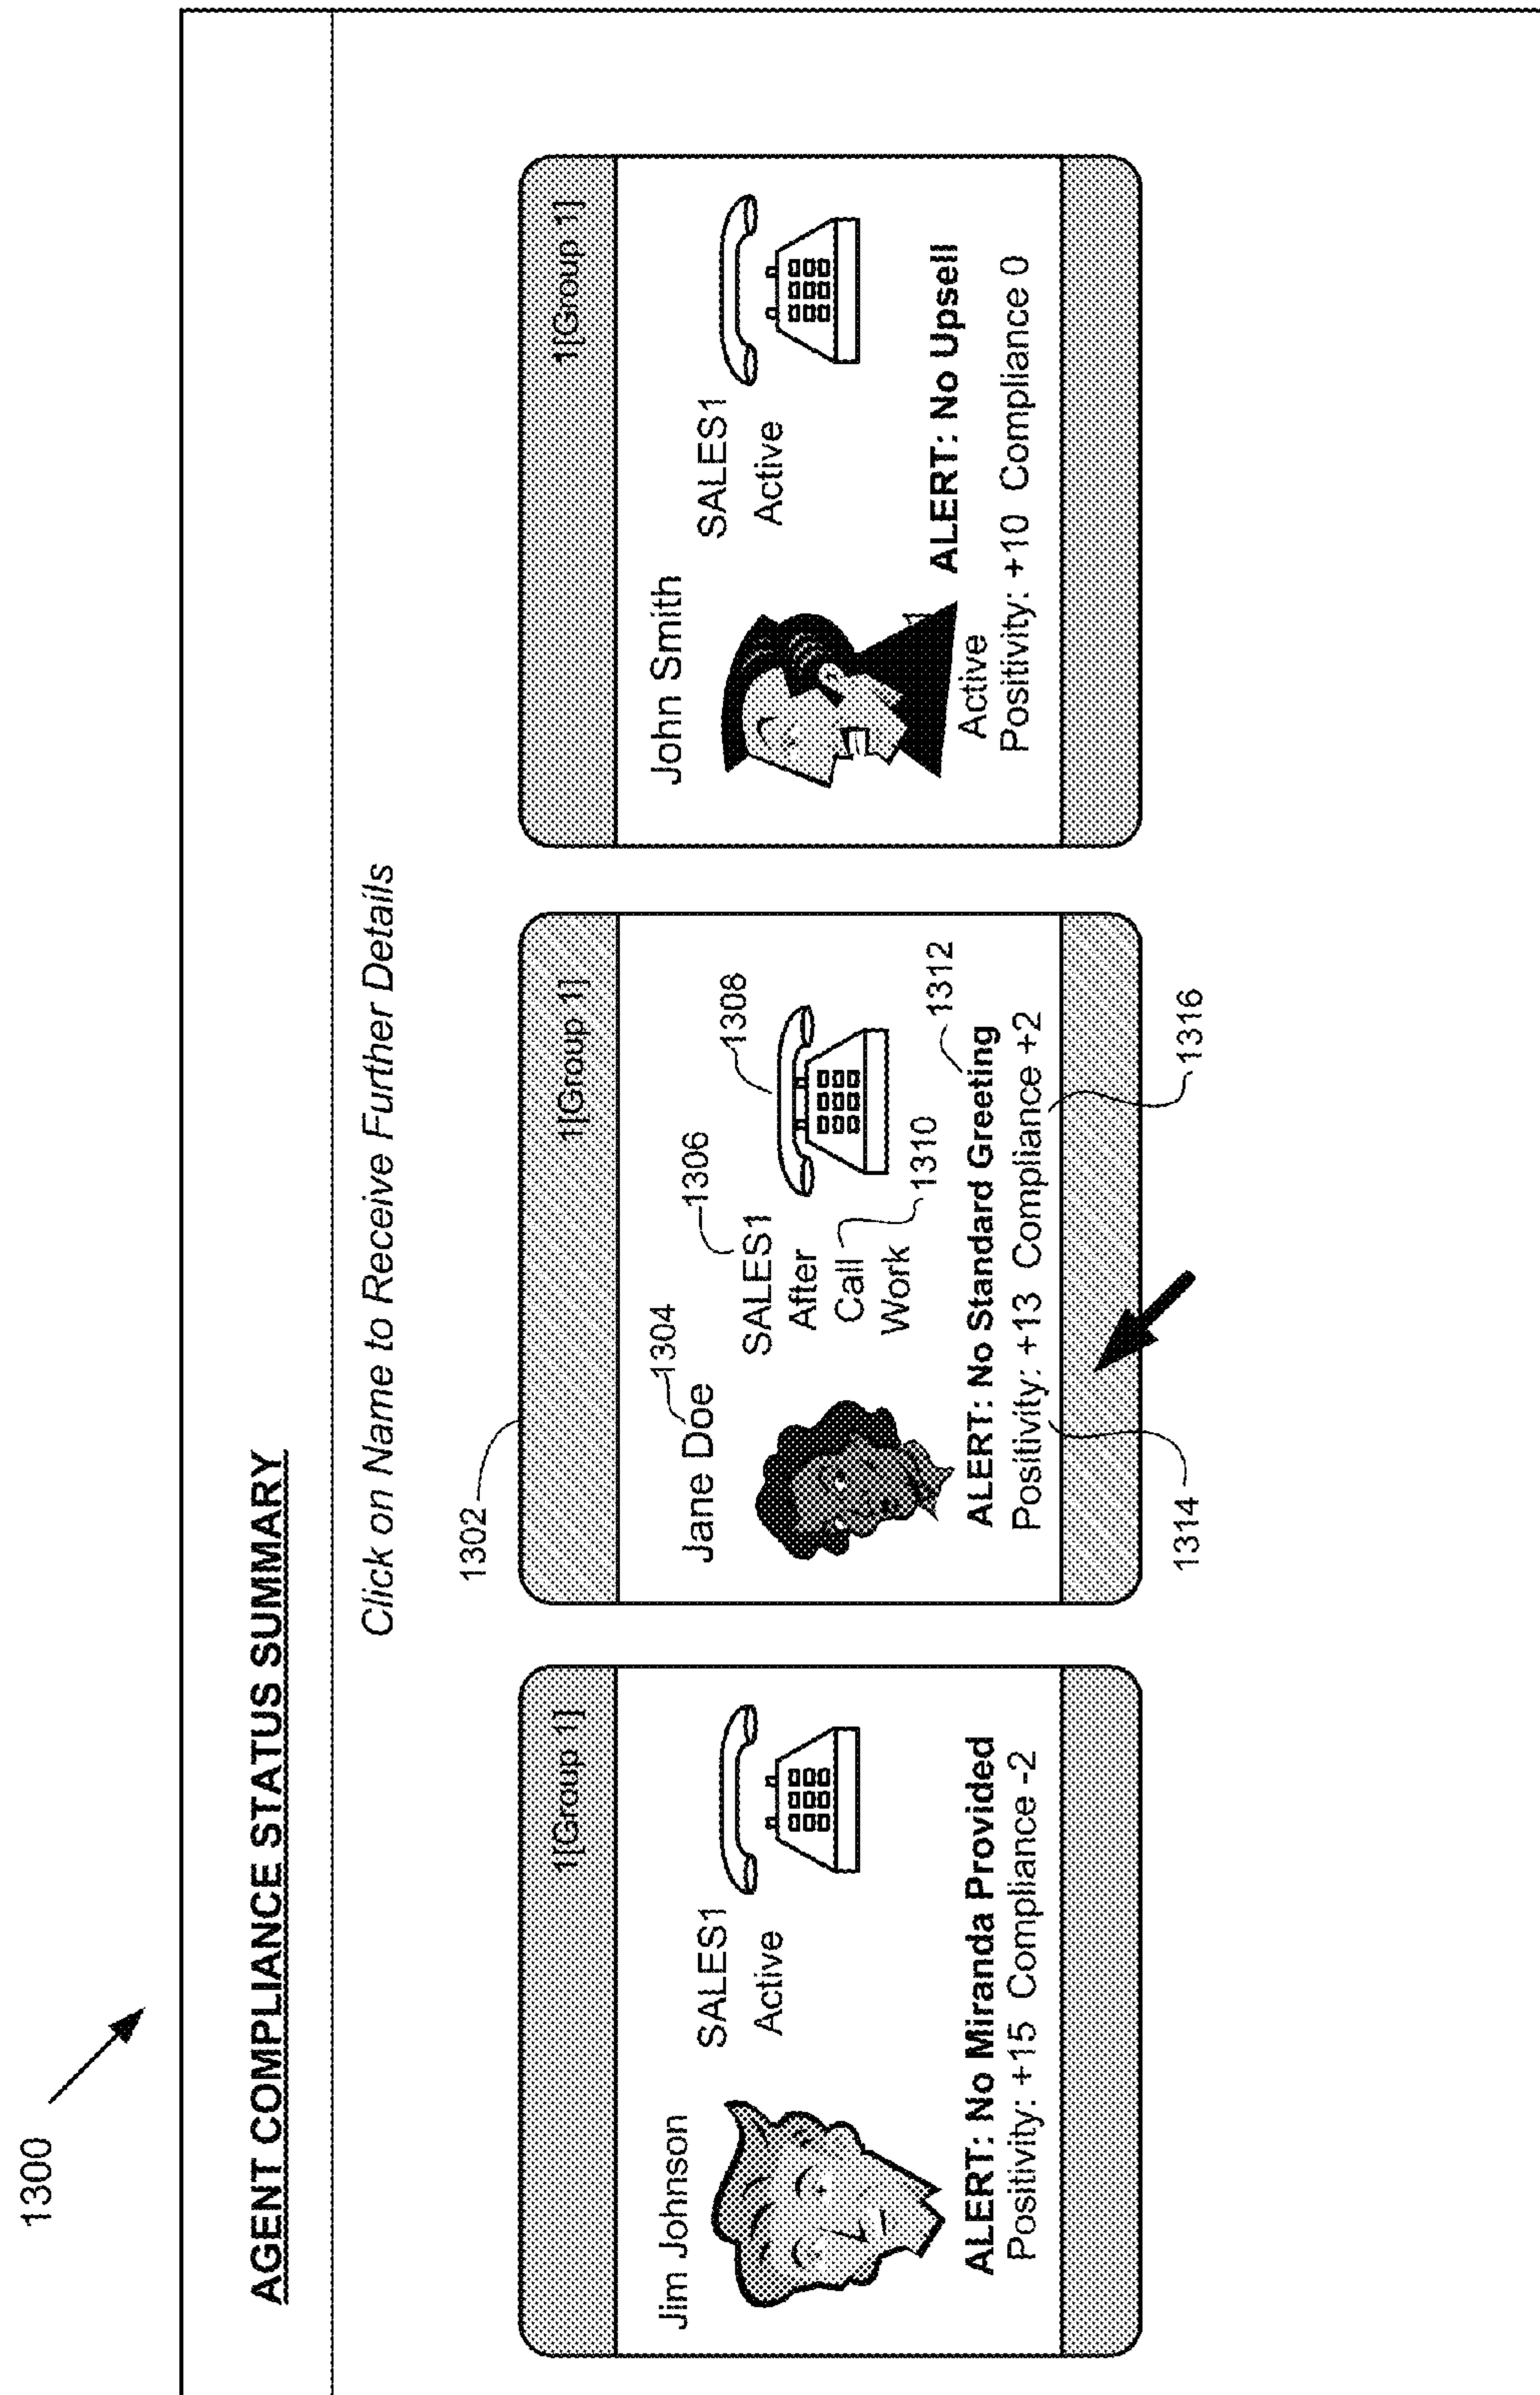 1300
AGENT COMPLIANCE STATUS SUMMARY
Click on Name to Receive Further Details
1[Group 1]
Jim Johnson
SALES1
Active
ALERT: No Miranda Provided
Positivity: +15 Compliance -2
1302
1[Group 1]
1304
Jane Doe
1306
SALES1
1308
After
Call
Work
1310
1312
ALERT: No Standard Greeting
Positivity: +13 Compliance +2
1314
1316
1[Group 1]
John Smith
SALES1
Active
ALERT: No Upsell
Active
Positivity: +10 Compliance 0